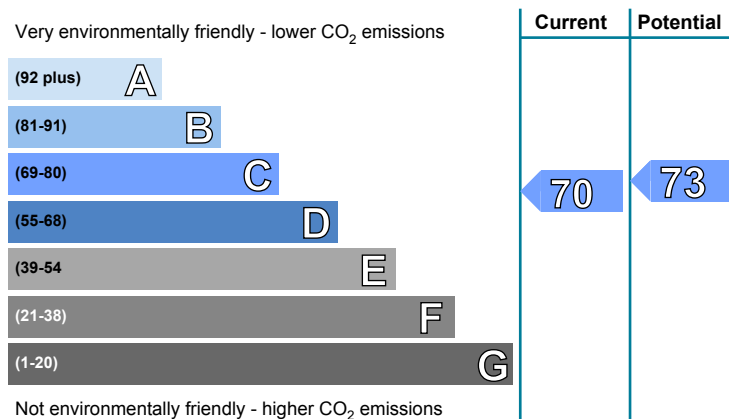 Very environmentally friendly - lower CO₂ emissions
Current
Potential
(92 plus) A
(81-91) B
(69-80) C
(55-68) D
(39-54 E
(21-38) F
(1-20) G
70
73
Not environmentally friendly - higher CO₂ emissions